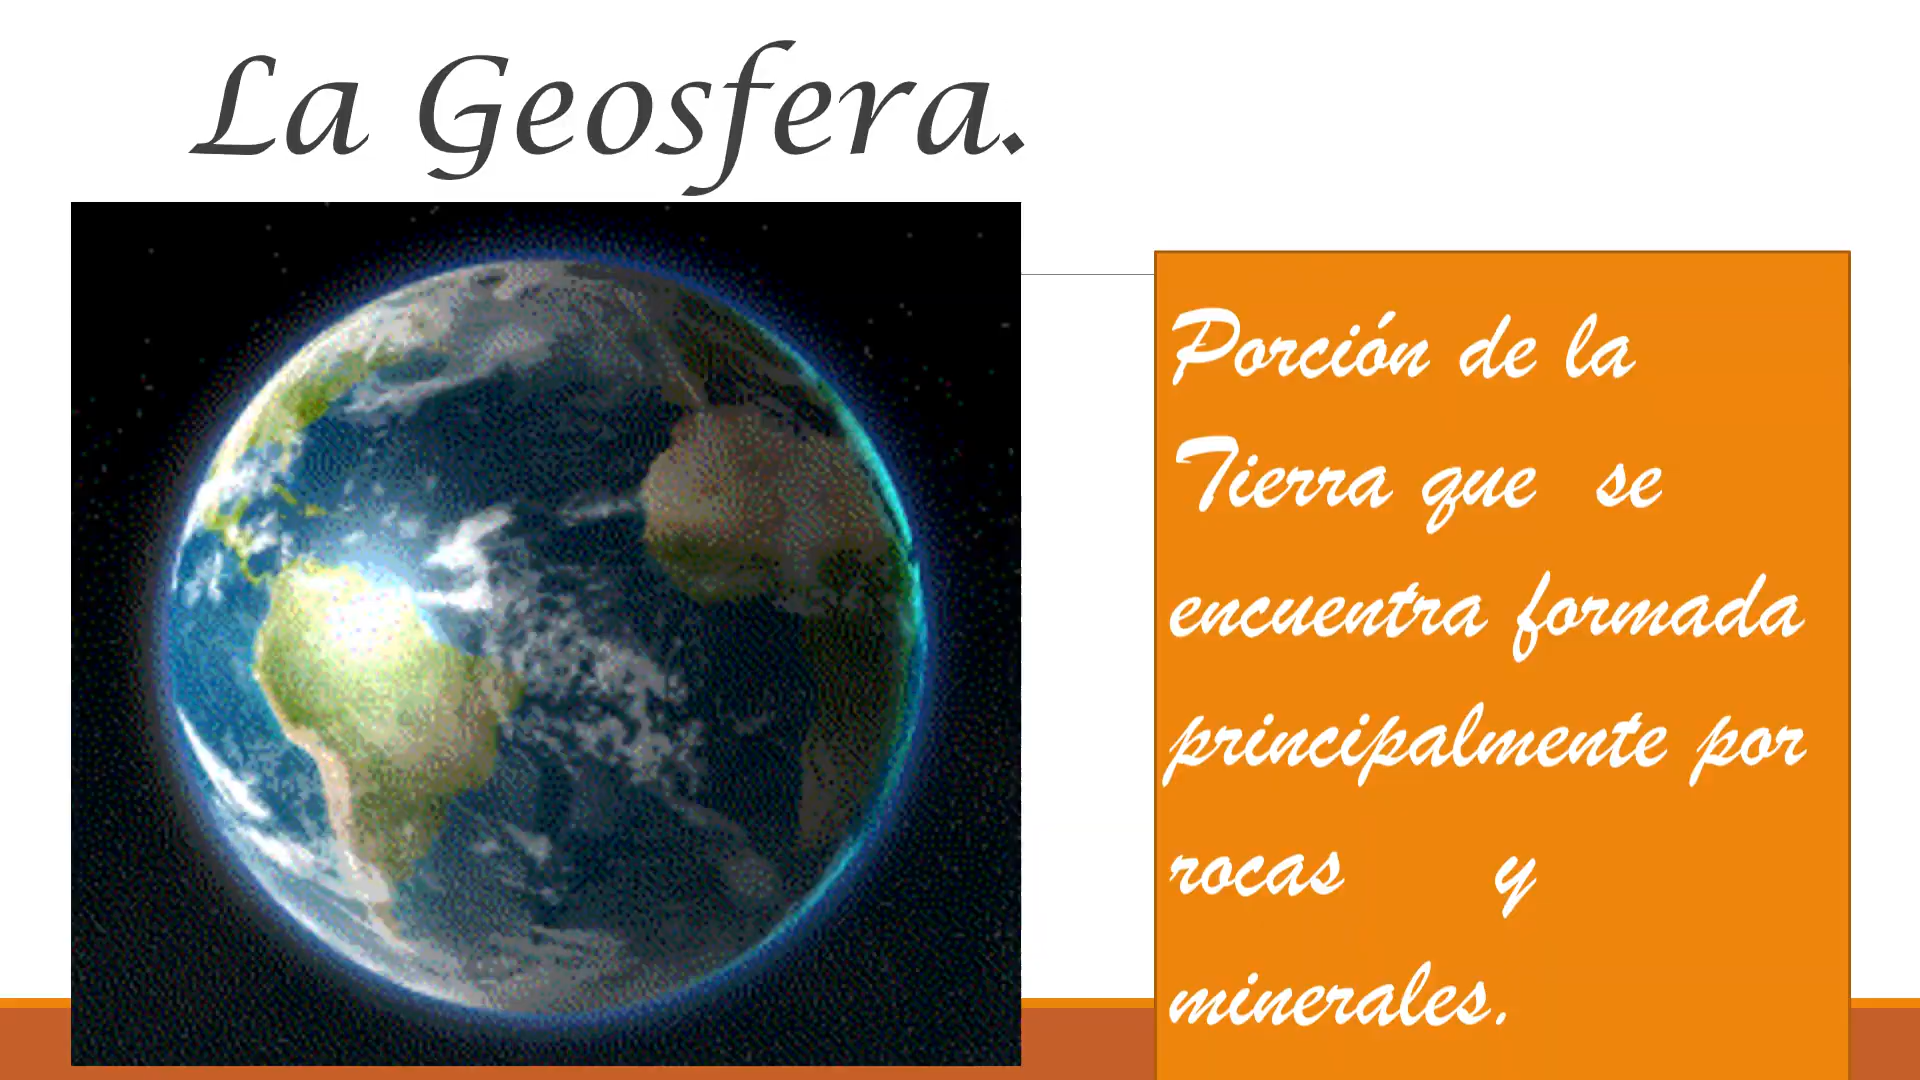 La Geosfera.
Porción de la
Tierra que se
encuentra formada
principalmente por
rocas y
minerales.